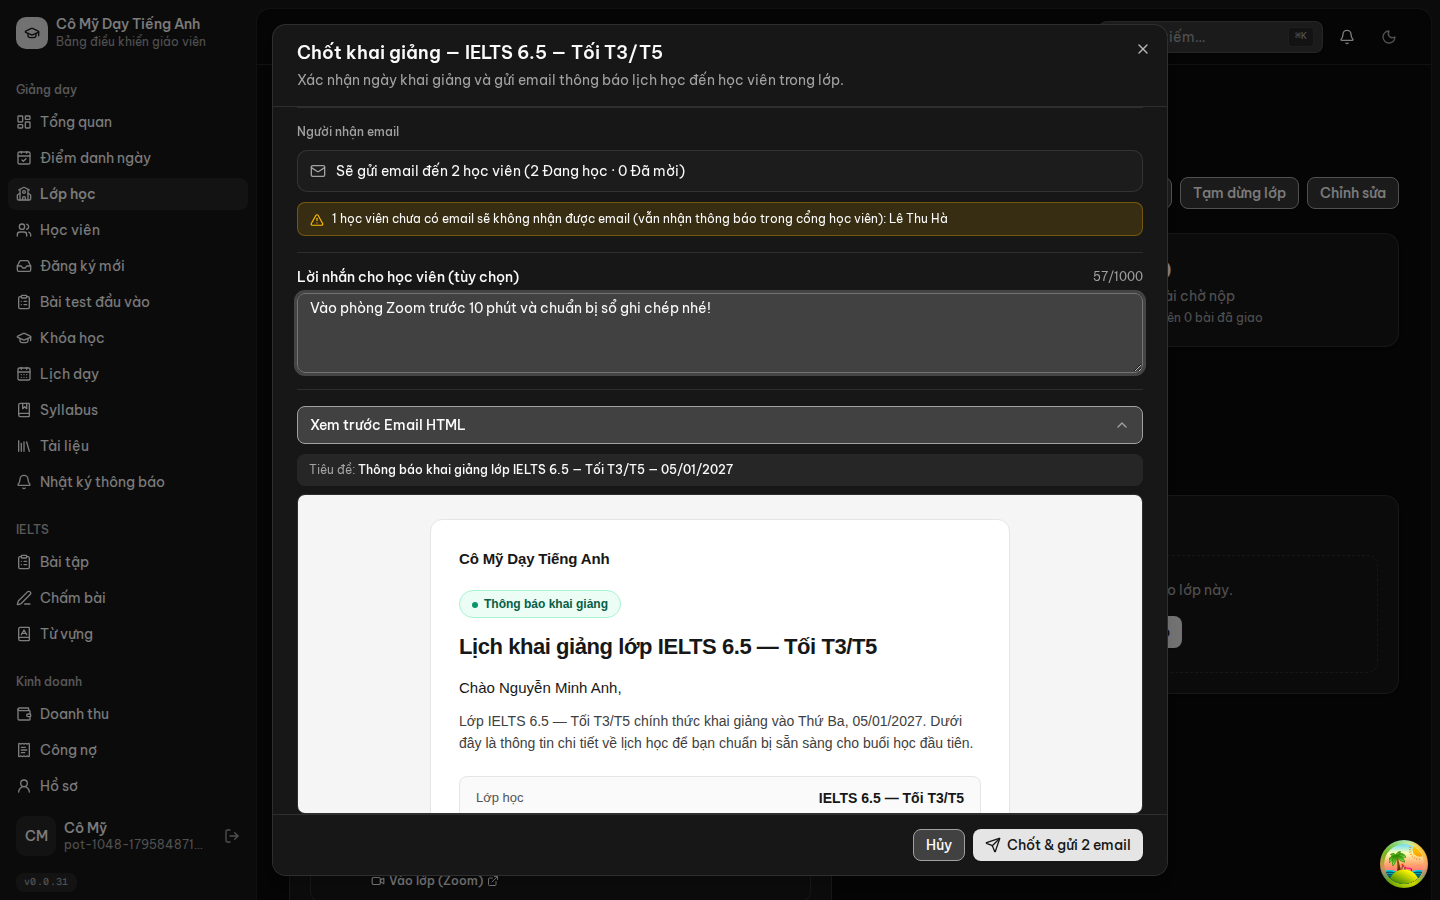 Cô Mỹ Dạy Tiếng Anh
Bảng điều khiển giáo viên
Giảng dạy
Tổng quan
Điểm danh ngày
Lớp học
Học viên
Đăng ký mới
Bài test đầu vào
Khóa học
Lịch dạy
Syllabus
Tài liệu
Nhật ký thông báo
IELTS
Bài tập
Chấm bài
Từ vựng
Kinh doanh
Doanh thu
Công nợ
Hồ sơ
CM
Cô Mỹ
pot-1048-179584871...
v0.0.31
iếm...
⌘K
Tạm dừng lớp
Chỉnh sửa
ài chờ nộp
ên 0 bài đã giao
o lớp này.
Vào lớp (Zoom)
Chốt khai giảng — IELTS 6.5 — Tối T3/T5
Xác nhận ngày khai giảng và gửi email thông báo lịch học đến học viên trong lớp.
Người nhận email
Sẽ gửi email đến 2 học viên (2 Đang học · 0 Đã mời)
1 học viên chưa có email sẽ không nhận được email (vẫn nhận thông báo trong cổng học viên): Lê Thu Hà
Lời nhắn cho học viên (tùy chọn)
57/1000
Vào phòng Zoom trước 10 phút và chuẩn bị sổ ghi chép nhé!
Xem trước Email HTML
Tiêu đề: Thông báo khai giảng lớp IELTS 6.5 — Tối T3/T5 — 05/01/2027
Cô Mỹ Dạy Tiếng Anh
Thông báo khai giảng
Lịch khai giảng lớp IELTS 6.5 — Tối T3/T5
Chào Nguyễn Minh Anh,
Lớp IELTS 6.5 — Tối T3/T5 chính thức khai giảng vào Thứ Ba, 05/01/2027. Dưới
đây là thông tin chi tiết về lịch học để bạn chuẩn bị sẵn sàng cho buổi học đầu tiên.
Lớp học
IELTS 6.5 — Tối T3/T5
Hủy
Chốt & gửi 2 email